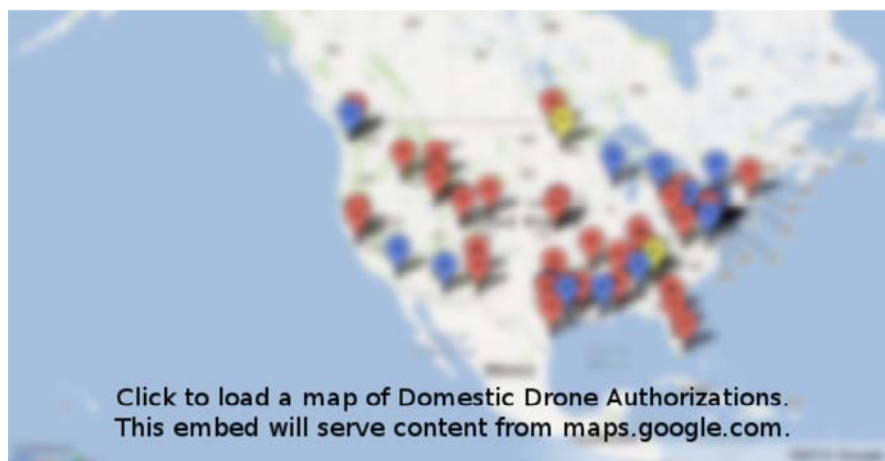 Click to load a map of Domestic Drone Authorizations.
This embed will serve content from maps.google.com.